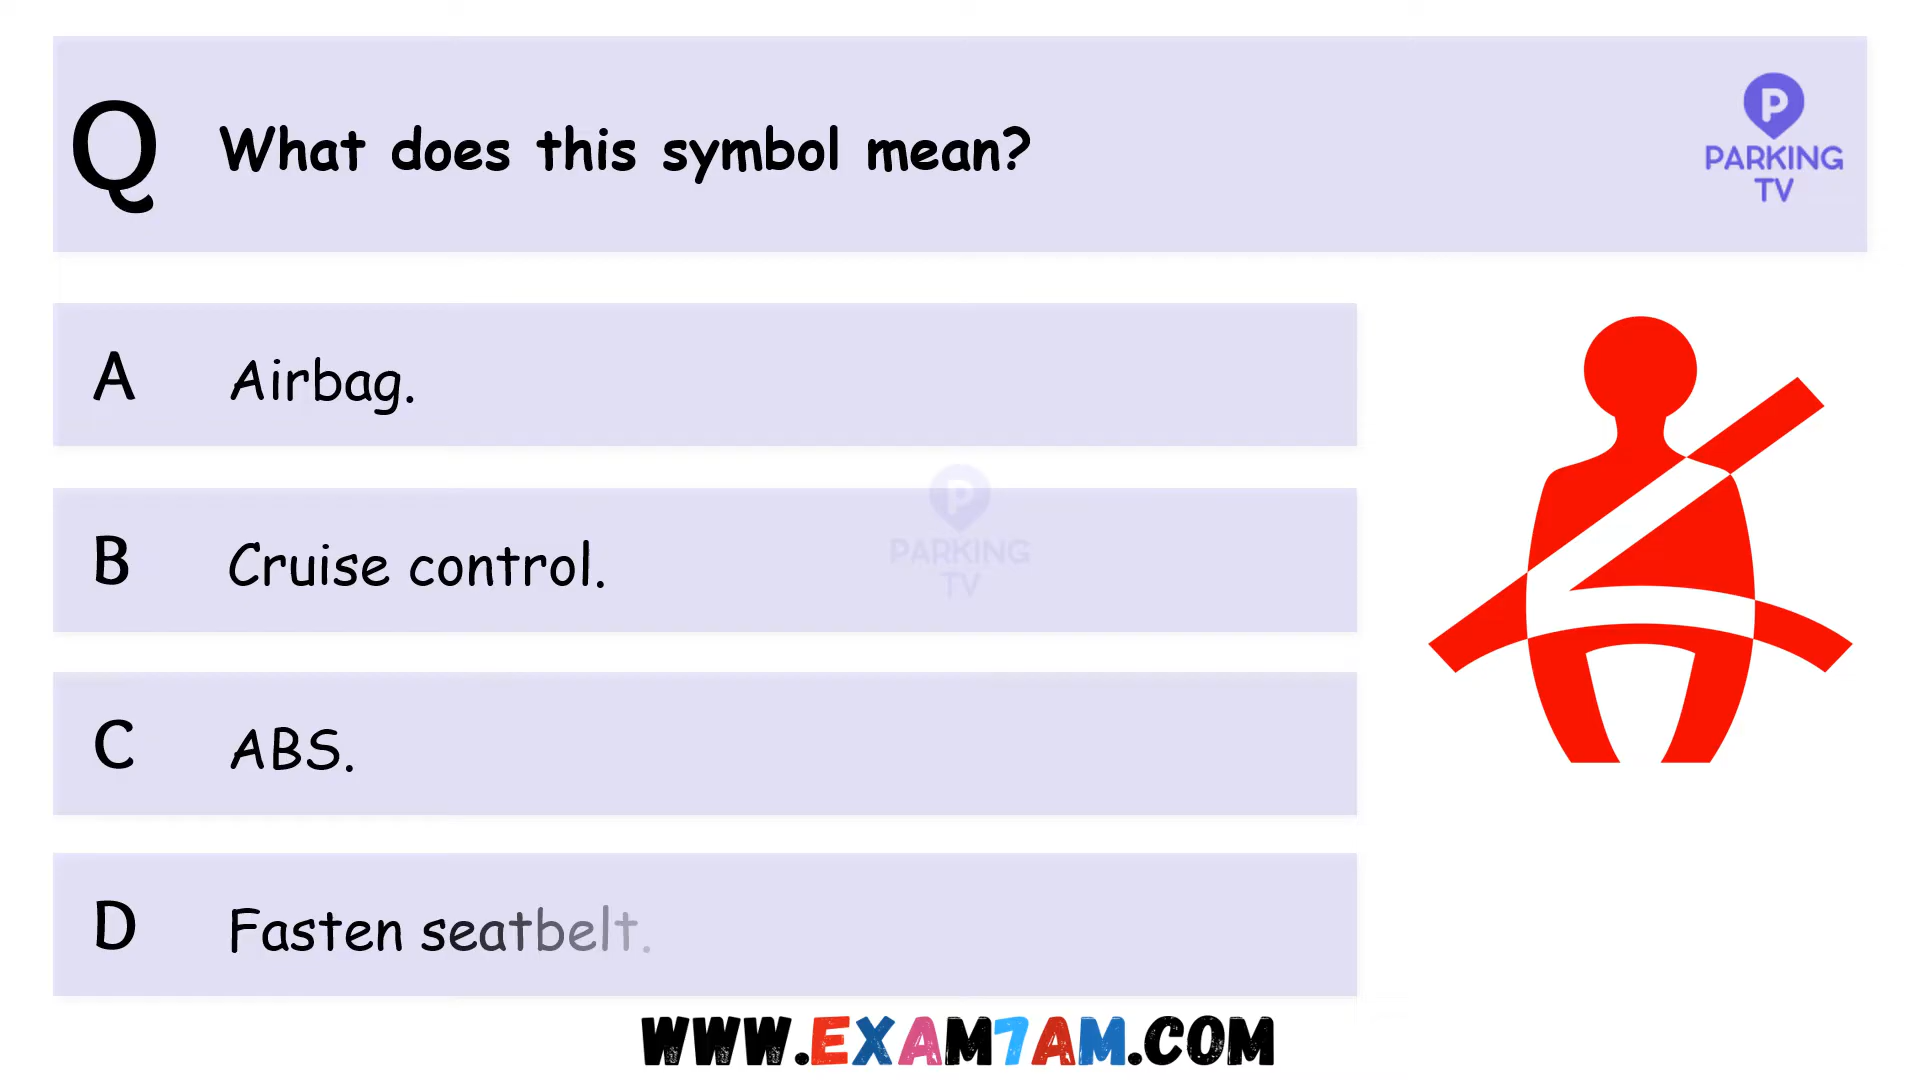 Q What does this symbol mean?
P
PARKING
TV
A Airbag.
B Cruise control.
P
PARKING
TV
C ABS.
D Fasten seatbelt.
WWW.EXAM7AM.COM